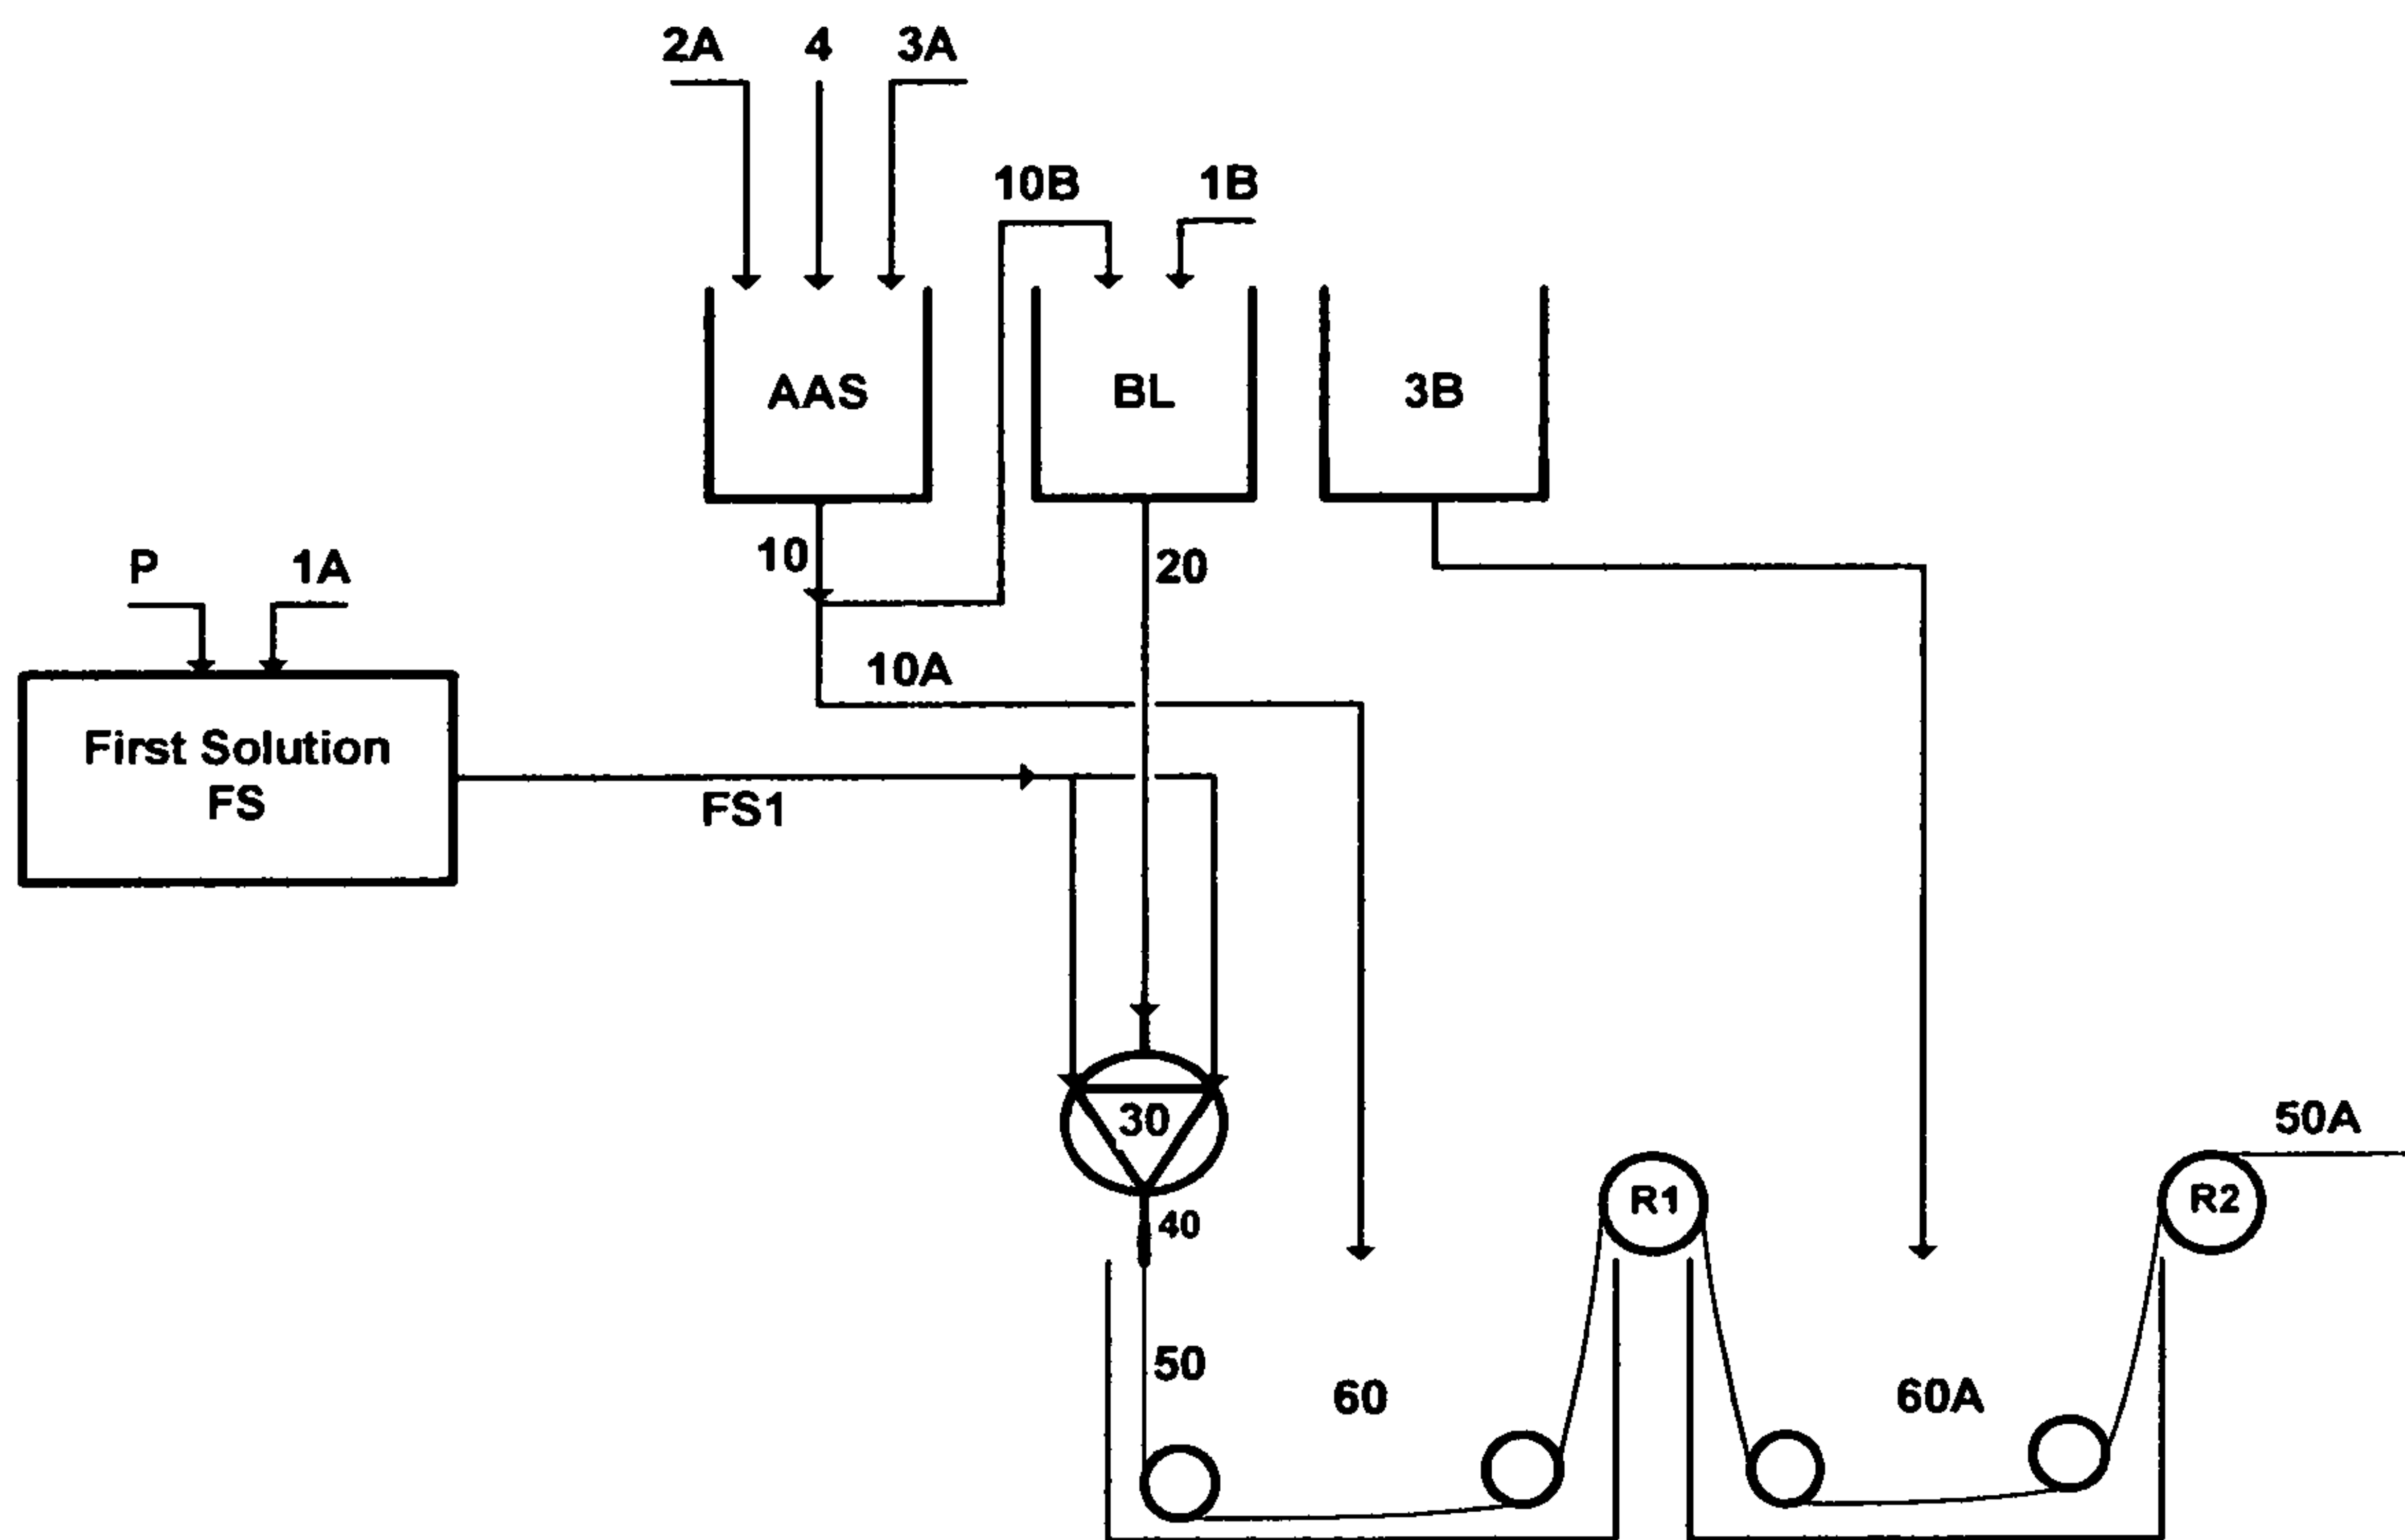 2A 4 3A
10B 1B
AAS BL 3B
10 20
P 1A
10A
First Solution
FS
FS1
30
50A
R1 R2
40
50 60 60A